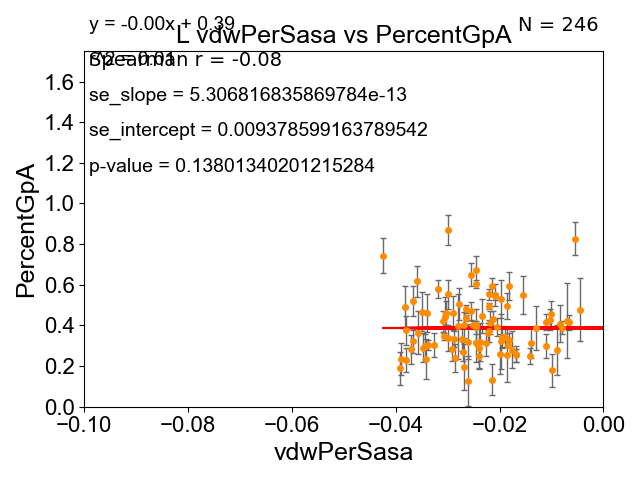 y = -0.00x + 0.39
N = 246
L vdwPerSasa vs PercentGpA
Spearman r = -0.08
se_slope = 5.306816835869784e-13
se_intercept = 0.009378599163789542
p-value = 0.13801340201215284
PercentGpA
1.6
1.4
1.2
1.0
0.8
0.6
0.4
0.2
0.0
−0.10 −0.08 −0.06 −0.04 −0.02 0.00
vdwPerSasa